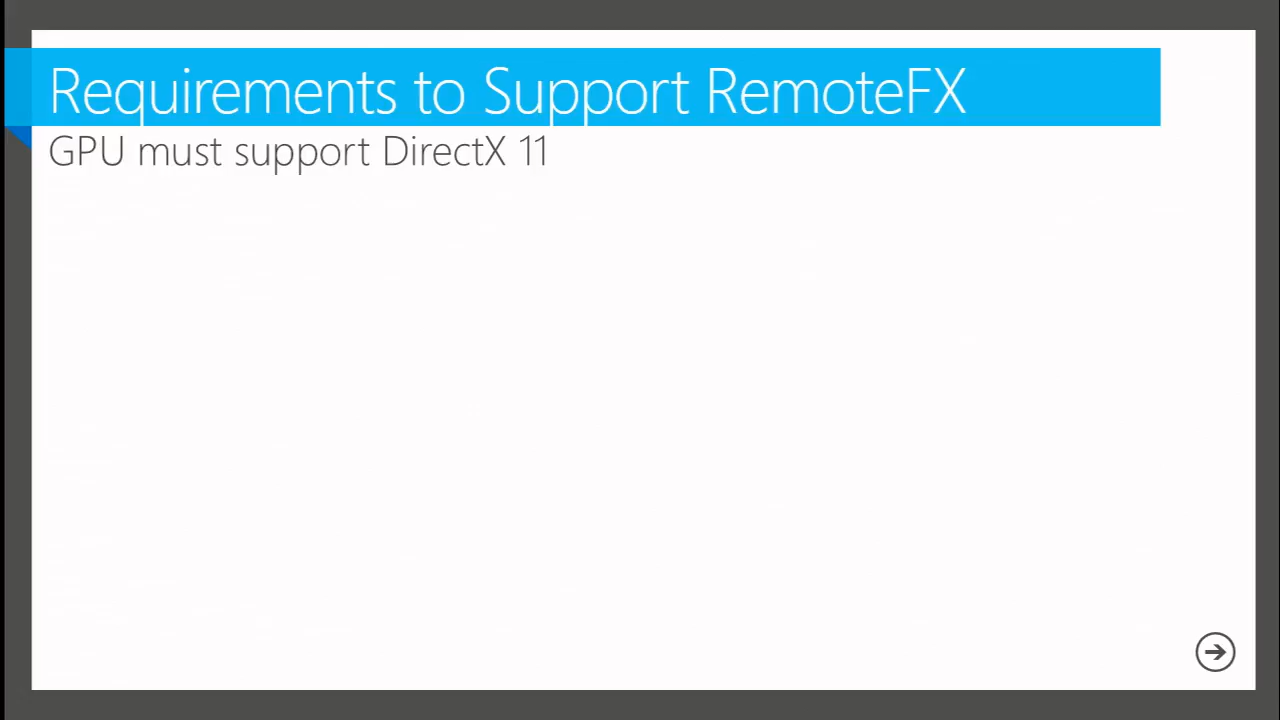 Requirements to Support RemoteFX
GPU must support DirectX 11